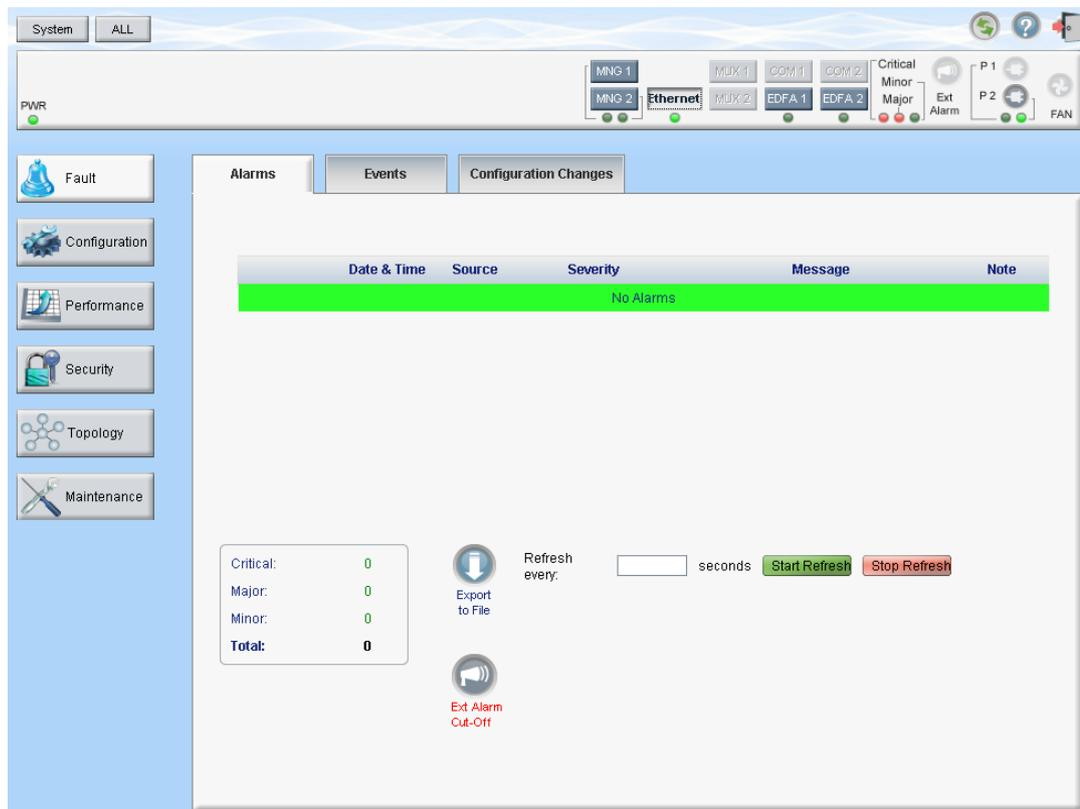 System ALL
PWR
MNG 1 MUX 1 COM 1 COM 2 Critical P 1
Minor
MNG 2 Ethernet MUX 2 EDFA 1 EDFA 2 Major Ext Alarm P 2 FAN
Fault
Configuration
Performance
Security
Topology
Maintenance
Alarms Events Configuration Changes
Date & Time Source Severity Message Note
No Alarms
Critical: 0
Major: 0
Minor: 0
Total: 0
Export
to File
Refresh
every: seconds Start Refresh Stop Refresh
Ext Alarm
Cut-Off